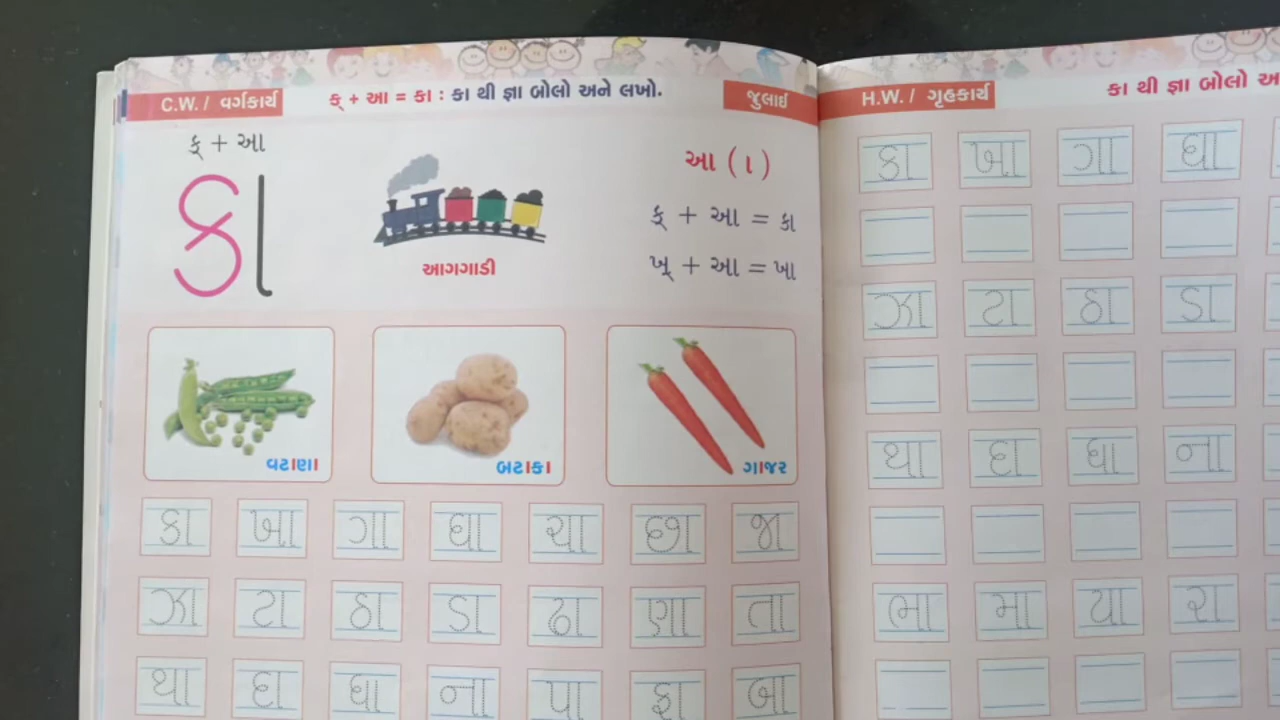 C.W. / વર્ગકાર્ય
ક્ + આ = કા : કા થી જ્ઞા બોલો અને લખો.
જુલાઈ
ક્ + આ
કા
આગગાડી
આ ( ા )
ક્ + આ = કા
ખ્ + આ = ખા
વટાણા
બટાકા
ગાજર
કા ખા ગા ઘા ચા છા જા
ઝા ટા ઠા ડા ઢા ણા તા
થા દા ધા ના પા ફા બા
H.W. / ગૃહકાર્ય
કા થી જ્ઞા બોલો
કા ખા ગા ઘા
ઝા ટા ઠા ડા
થા દા ધા ના
ભા મા યા રા